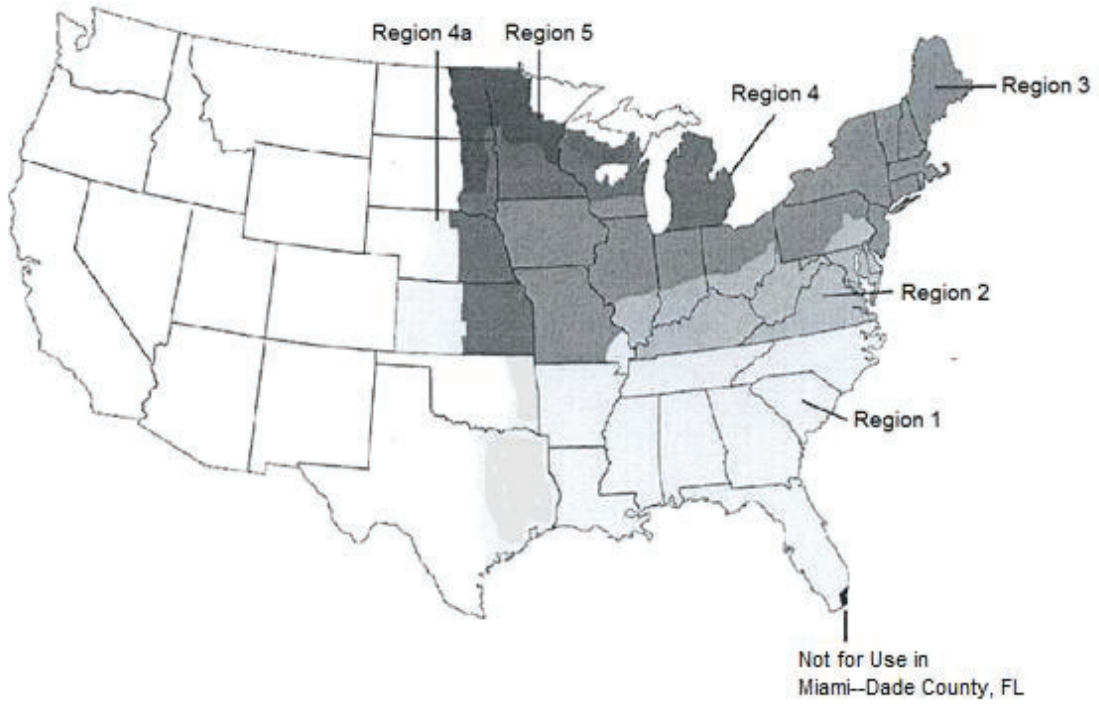 Region 4a
Region 5
Region 4
Region 3
Region 2
Region 1
Not for Use in
Miami--Dade County, FL